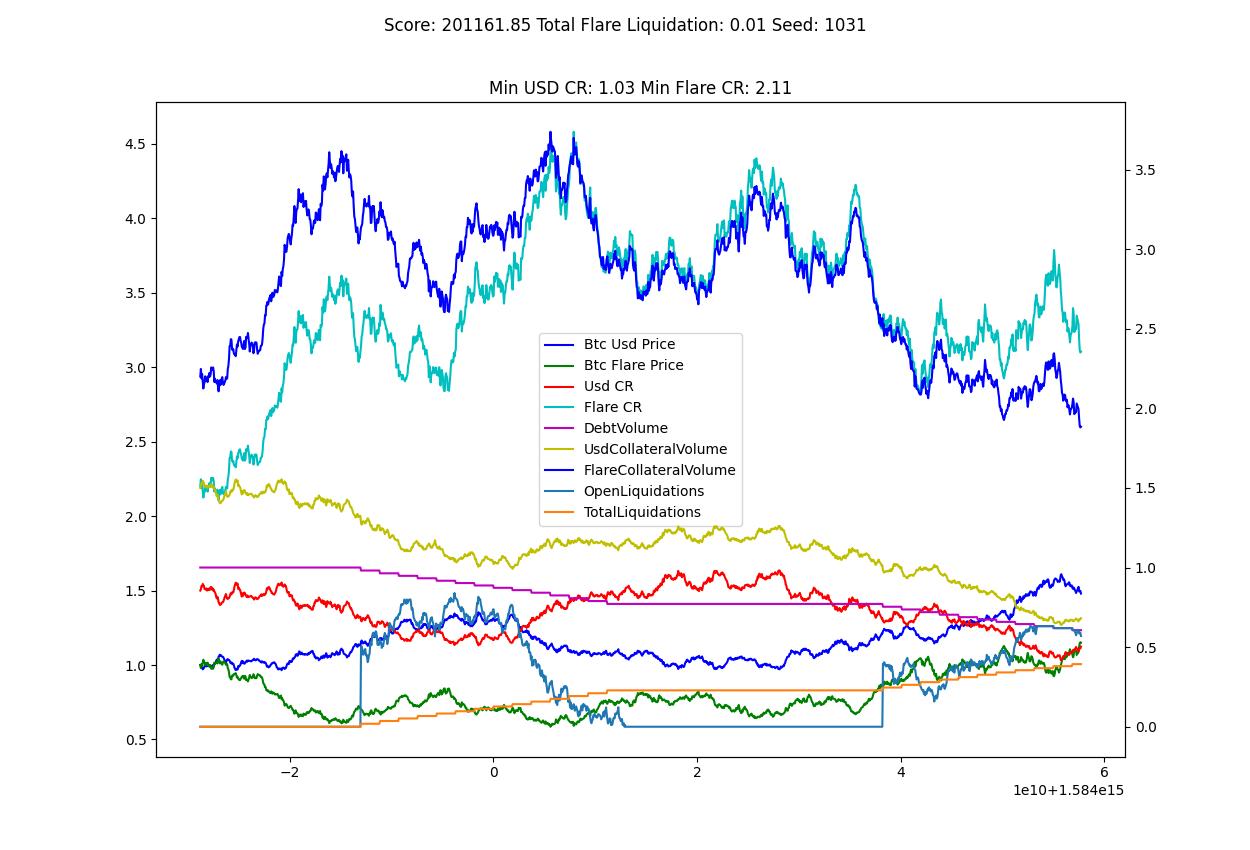 Score: 201161.85 Total Flare Liquidation: 0.01 Seed: 1031
Min USD CR: 1.03 Min Flare CR: 2.11
4.5
4.0
3.5
3.0
2.5
2.0
1.5
1.0
0.5
3.5
3.0
2.5
2.0
1.5
1.0
0.5
0.0
Btc Usd Price
Btc Flare Price
Usd CR
Flare CR
DebtVolume
UsdCollateralVolume
FlareCollateralVolume
OpenLiquidations
TotalLiquidations
−2 0 2 4 6
1e10+1.584e15